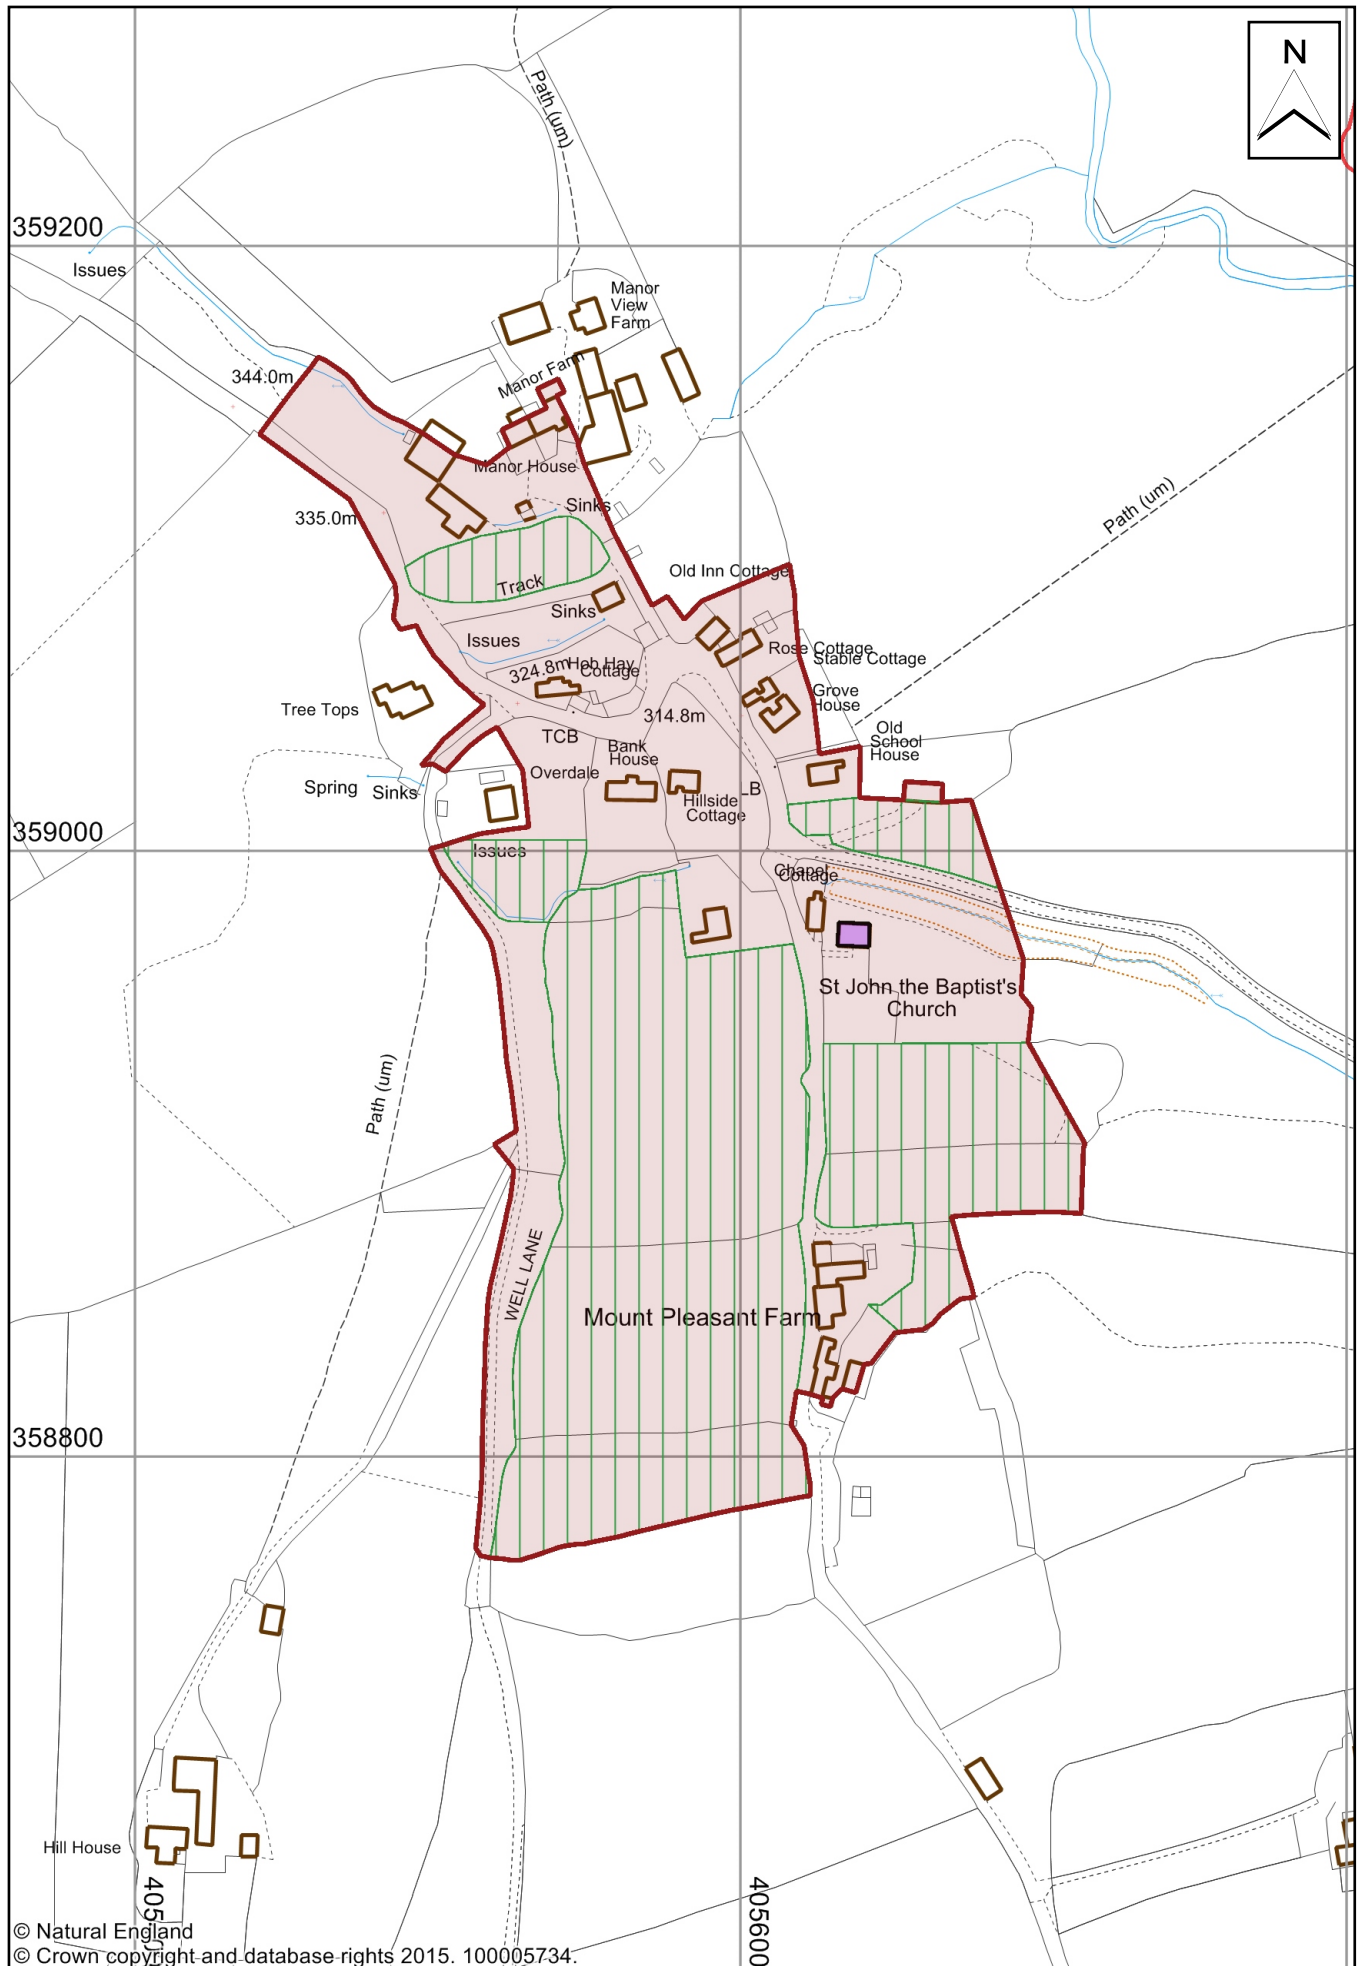 N
Path (um)
359200
Issues
Manor
View
Farm
344.0m
Manor Farm
Manor House
335.0m
Sinks
Path (um)
Old Inn Cottage
Track
Sinks
Issues
Rose Cottage
Stable Cottage
324.8m
Hob Hay
Cottage
Grove
House
Tree Tops
314.8m
TCB
Bank
House
Old
School
House
Overdale
Spring
Sinks
LB
Hillside
Cottage
359000
Issues
Chapel
Cottage
St John the Baptist's
Church
Path (um)
WELL LANE
Mount Pleasant Farm
358800
Hill House
405600
© Natural England
© Crown copyright and database rights 2015. 100005734.